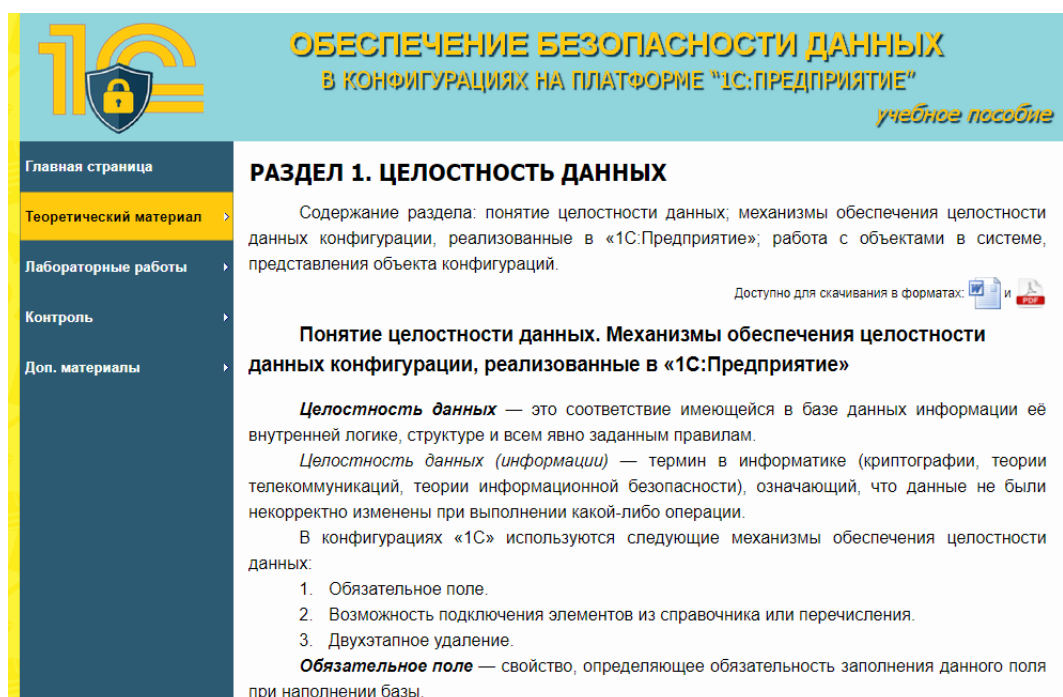 1С
ОБЕСПЕЧЕНИЕ БЕЗОПАСНОСТИ ДАННЫХ
В КОНФИГУРАЦИЯХ НА ПЛАТФОРМЕ "1С:ПРЕДПРИЯТИЕ"
учебное пособие
Главная страница
Теоретический материал
Лабораторные работы
Контроль
Доп. материалы
РАЗДЕЛ 1. ЦЕЛОСТНОСТЬ ДАННЫХ
Содержание раздела: понятие целостности данных; механизмы обеспечения целостности
данных конфигурации, реализованные в «1С:Предприятие»; работа с объектами в системе,
представления объекта конфигураций.
Доступно для скачивания в форматах: W и PDF
Понятие целостности данных. Механизмы обеспечения целостности
данных конфигурации, реализованные в «1С:Предприятие»
Целостность данных — это соответствие имеющейся в базе данных информации её
внутренней логике, структуре и всем явно заданным правилам.
Целостность данных (информации) — термин в информатике (криптографии, теории
телекоммуникаций, теории информационной безопасности), означающий, что данные не были
некорректно изменены при выполнении какой-либо операции.
В конфигурациях «1С» используются следующие механизмы обеспечения целостности
данных:
1. Обязательное поле.
2. Возможность подключения элементов из справочника или перечисления.
3. Двухэтапное удаление.
Обязательное поле — свойство, определяющее обязательность заполнения данного поля
при наполнении базы.